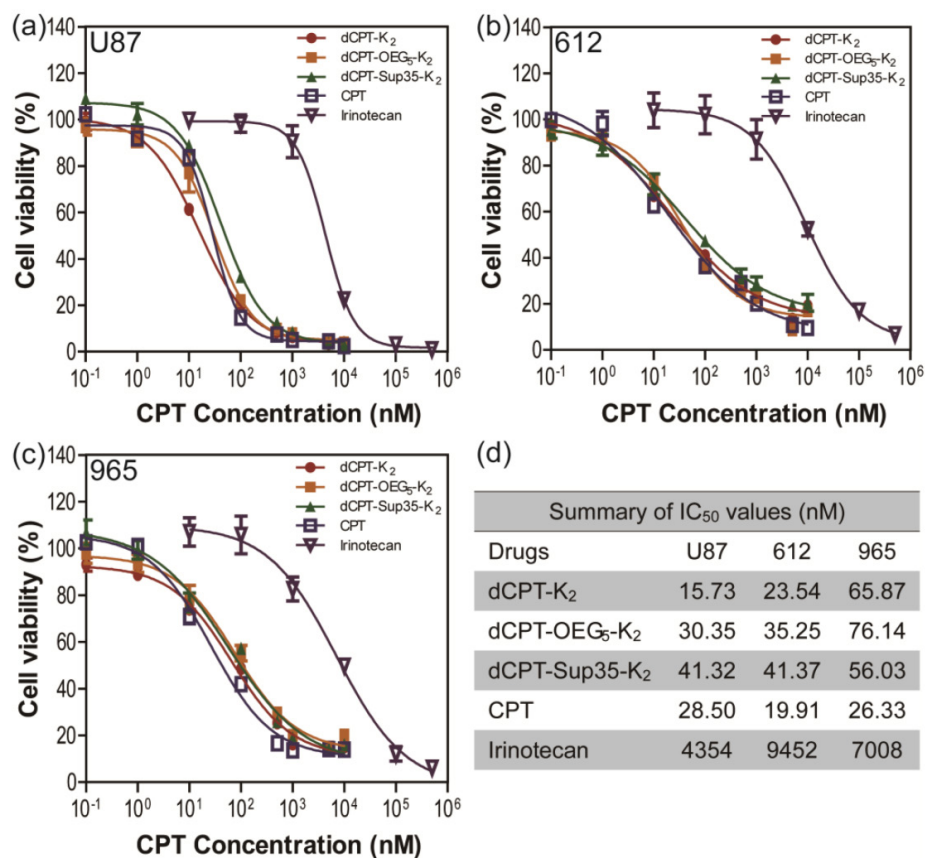 (a)
U87
140
120
100
80
60
40
20
0
Cell viability (%)
10⁻¹ 10⁰ 10¹ 10² 10³ 10⁴ 10⁵ 10⁶
CPT Concentration (nM)
dCPT-K₂
dCPT-OEG₅-K₂
dCPT-Sup35-K₂
CPT
Irinotecan
(b)
612
140
120
100
80
60
40
20
0
Cell viability (%)
10⁻¹ 10⁰ 10¹ 10² 10³ 10⁴ 10⁵ 10⁶
CPT Concentration (nM)
dCPT-K₂
dCPT-OEG₅-K₂
dCPT-Sup35-K₂
CPT
Irinotecan
(c)
965
140
120
100
80
60
40
20
0
Cell viability (%)
10⁻¹ 10⁰ 10¹ 10² 10³ 10⁴ 10⁵ 10⁶
CPT Concentration (nM)
dCPT-K₂
dCPT-OEG₅-K₂
dCPT-Sup35-K₂
CPT
Irinotecan
(d)
Summary of IC₅₀ values (nM)
Drugs U87 612 965
dCPT-K₂ 15.73 23.54 65.87
dCPT-OEG₅-K₂ 30.35 35.25 76.14
dCPT-Sup35-K₂ 41.32 41.37 56.03
CPT 28.50 19.91 26.33
Irinotecan 4354 9452 7008